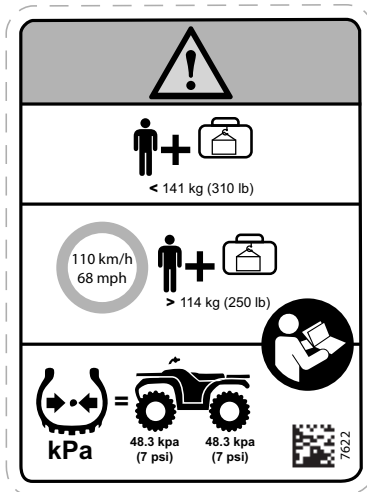 < 141 kg (310 lb)
110 km/h
68 mph
> 114 kg (250 lb)
=
kPa
48.3 kpa
(7 psi)
48.3 kpa
(7 psi)
7622